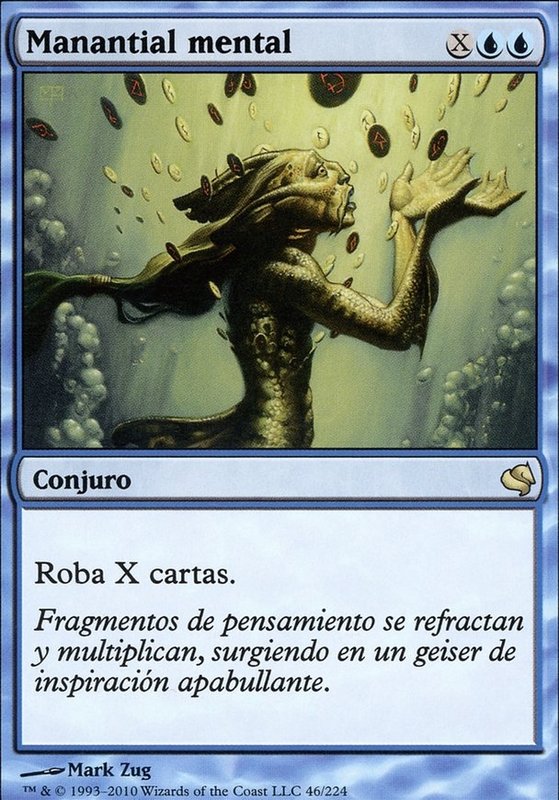 Manantial mental X
Conjuro
Roba X cartas.
Fragmentos de pensamiento se refractan
y multiplican, surgiendo en un geiser de
inspiración apabullante.
Mark Zug
™ & © 1993–2010 Wizards of the Coast LLC 46/224